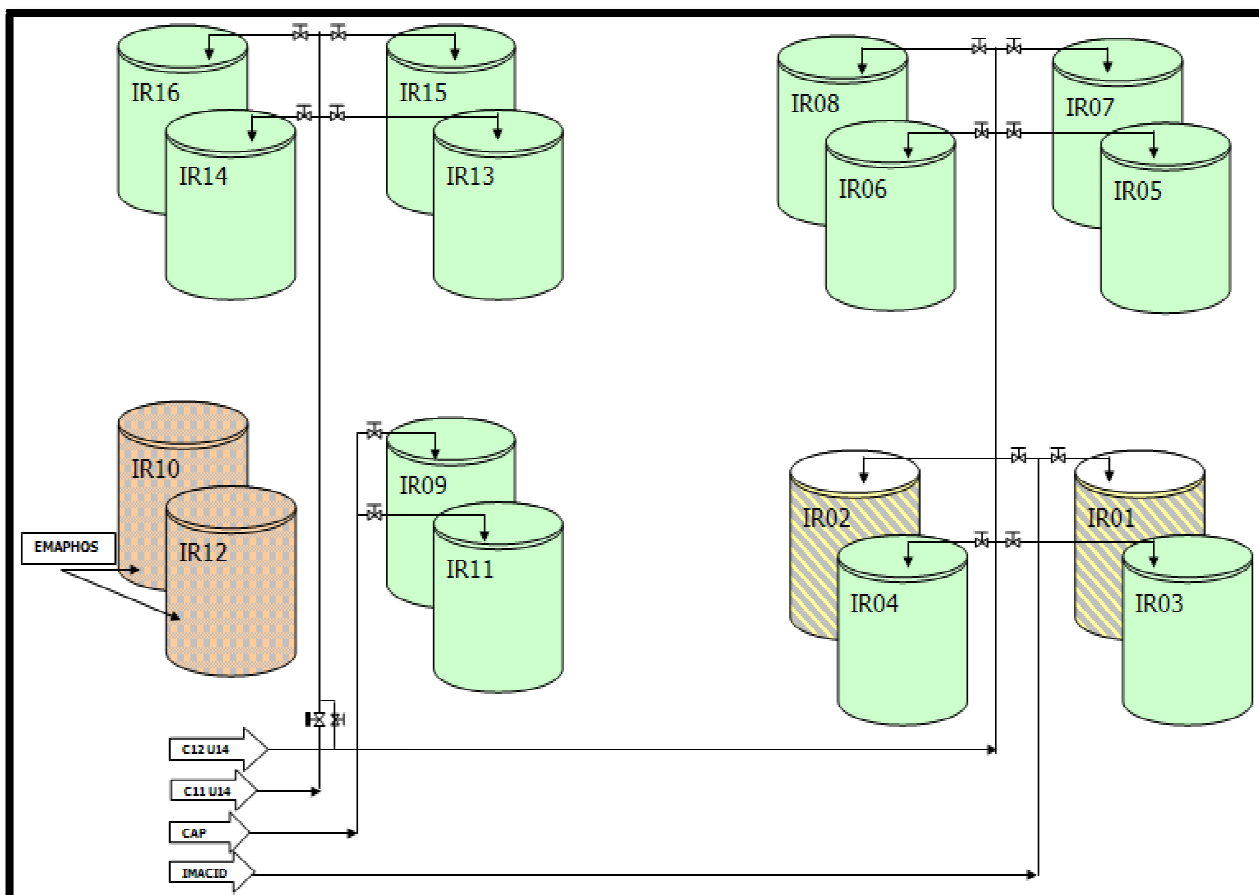 IR16
IR15
IR14
IR13
IR08
IR07
IR06
IR05
IR10
IR09
IR12
IR11
IR02
IR01
IR04
IR03
EMAPHOS
C12 U14
C11 U14
CAP
IMACID